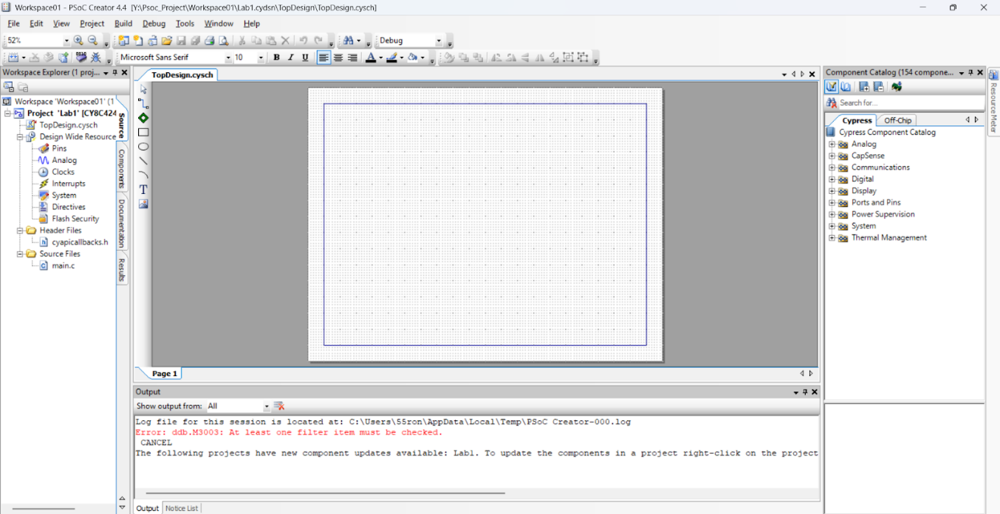 Workspace01 - PSoC Creator 4.4 [Y:\Psoc_Project\Workspace01\Lab1.cydsn\TopDesign\TopDesign.cysch]
File Edit View Project Build Debug Tools Window Help
52% Debug
Microsoft Sans Serif 10 B I U A
Workspace Explorer (1 proj...
Workspace 'Workspace01' (1
Project 'Lab1' [CY8C424
TopDesign.cysch
Design Wide Resource
Pins
Analog
Clocks
Interrupts
System
Directives
Flash Security
Header Files
cyapicallbacks.h
Source Files
main.c
Source
Components
Documentation
Results
TopDesign.cysch
T
Page 1
Output
Show output from: All
Log file for this session is located at: C:\Users\55ron\AppData\Local\Temp\PSoC Creator-000.log
Error: ddb.M3003: At least one filter item must be checked.
CANCEL
The following projects have new component updates available: Lab1. To update the components in a project right-click on the project
Output Notice List
Component Catalog (154 compone...
Search for...
Cypress Off-Chip
Cypress Component Catalog
Analog
CapSense
Communications
Digital
Display
Ports and Pins
Power Supervision
System
Thermal Management
Resource Meter